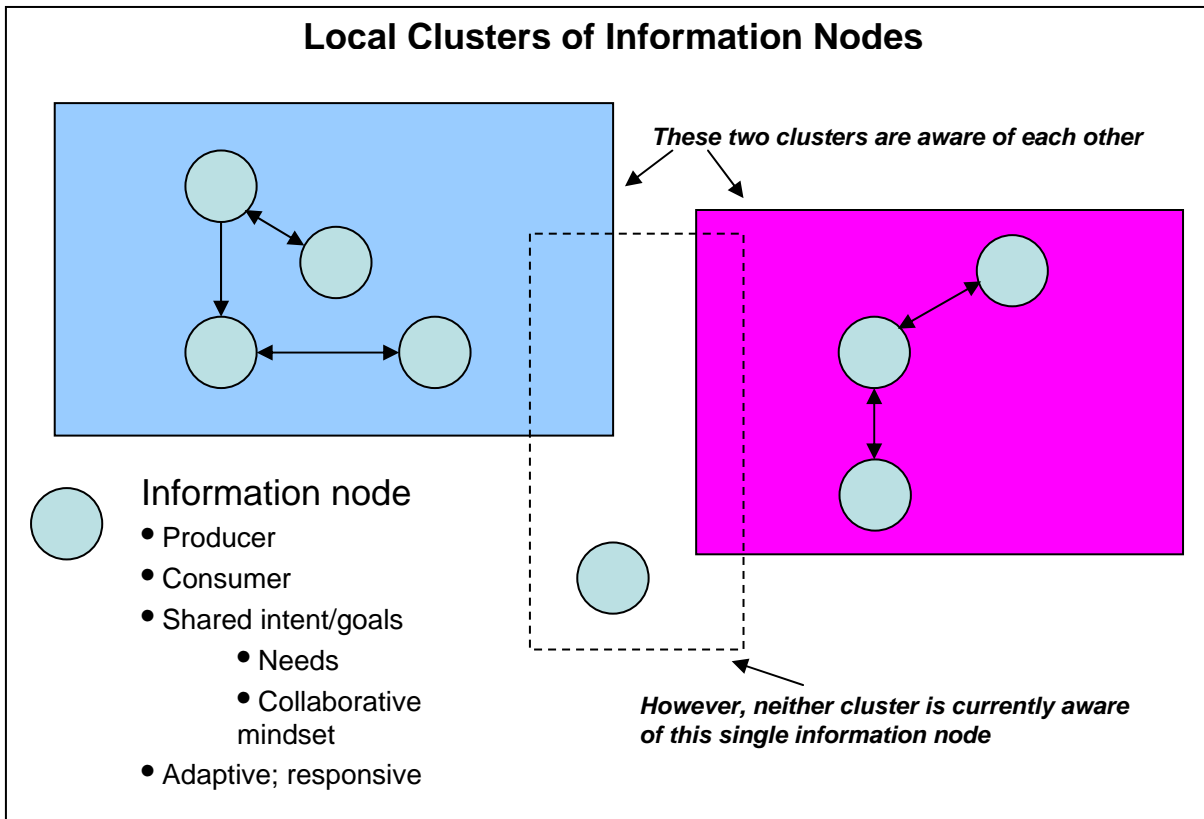 Local Clusters of Information Nodes
These two clusters are aware of each other
Information node
• Producer
• Consumer
• Shared intent/goals
• Needs
• Collaborative
mindset
• Adaptive; responsive
However, neither cluster is currently aware
of this single information node